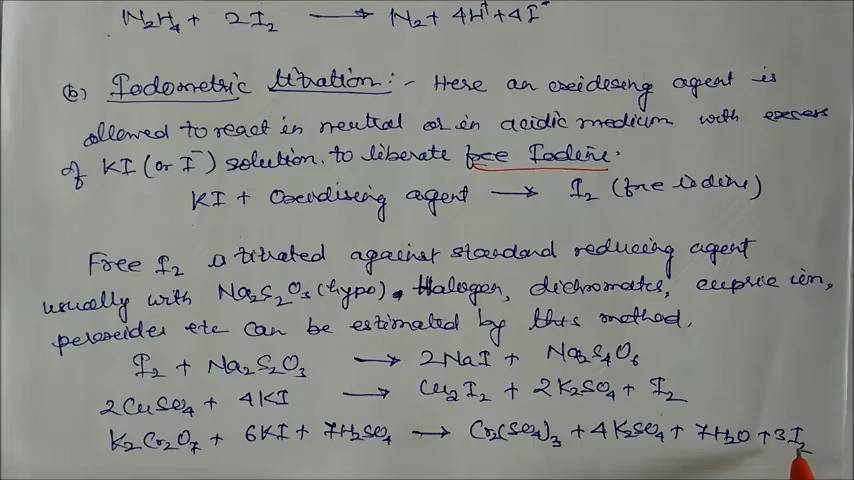 N₂H₄ + 2I₂ → N₂ + 4H⁺ + 4I⁻
(b) Iodometric titration:- Here an oxidising agent is
allowed to react in neutral or in acidic medium with excess
of KI (or I⁻) solution. to liberate free Iodine.
KI + Oxidising agent → I₂ (free iodine)
Free I₂ is titrated against standard reducing agent
usually with Na₂S₂O₃ (hypo). Halogen, dichromates, cupric ion,
peroxides etc can be estimated by this method.
I₂ + Na₂S₂O₃ → 2NaI + Na₂S₄O₆
2CuSO₄ + 4KI → Cu₂I₂ + 2K₂SO₄ + I₂
K₂Cr₂O₇ + 6KI + 7H₂SO₄ → Cr₂(SO₄)₃ + 4K₂SO₄ + 7H₂O + 3I₂